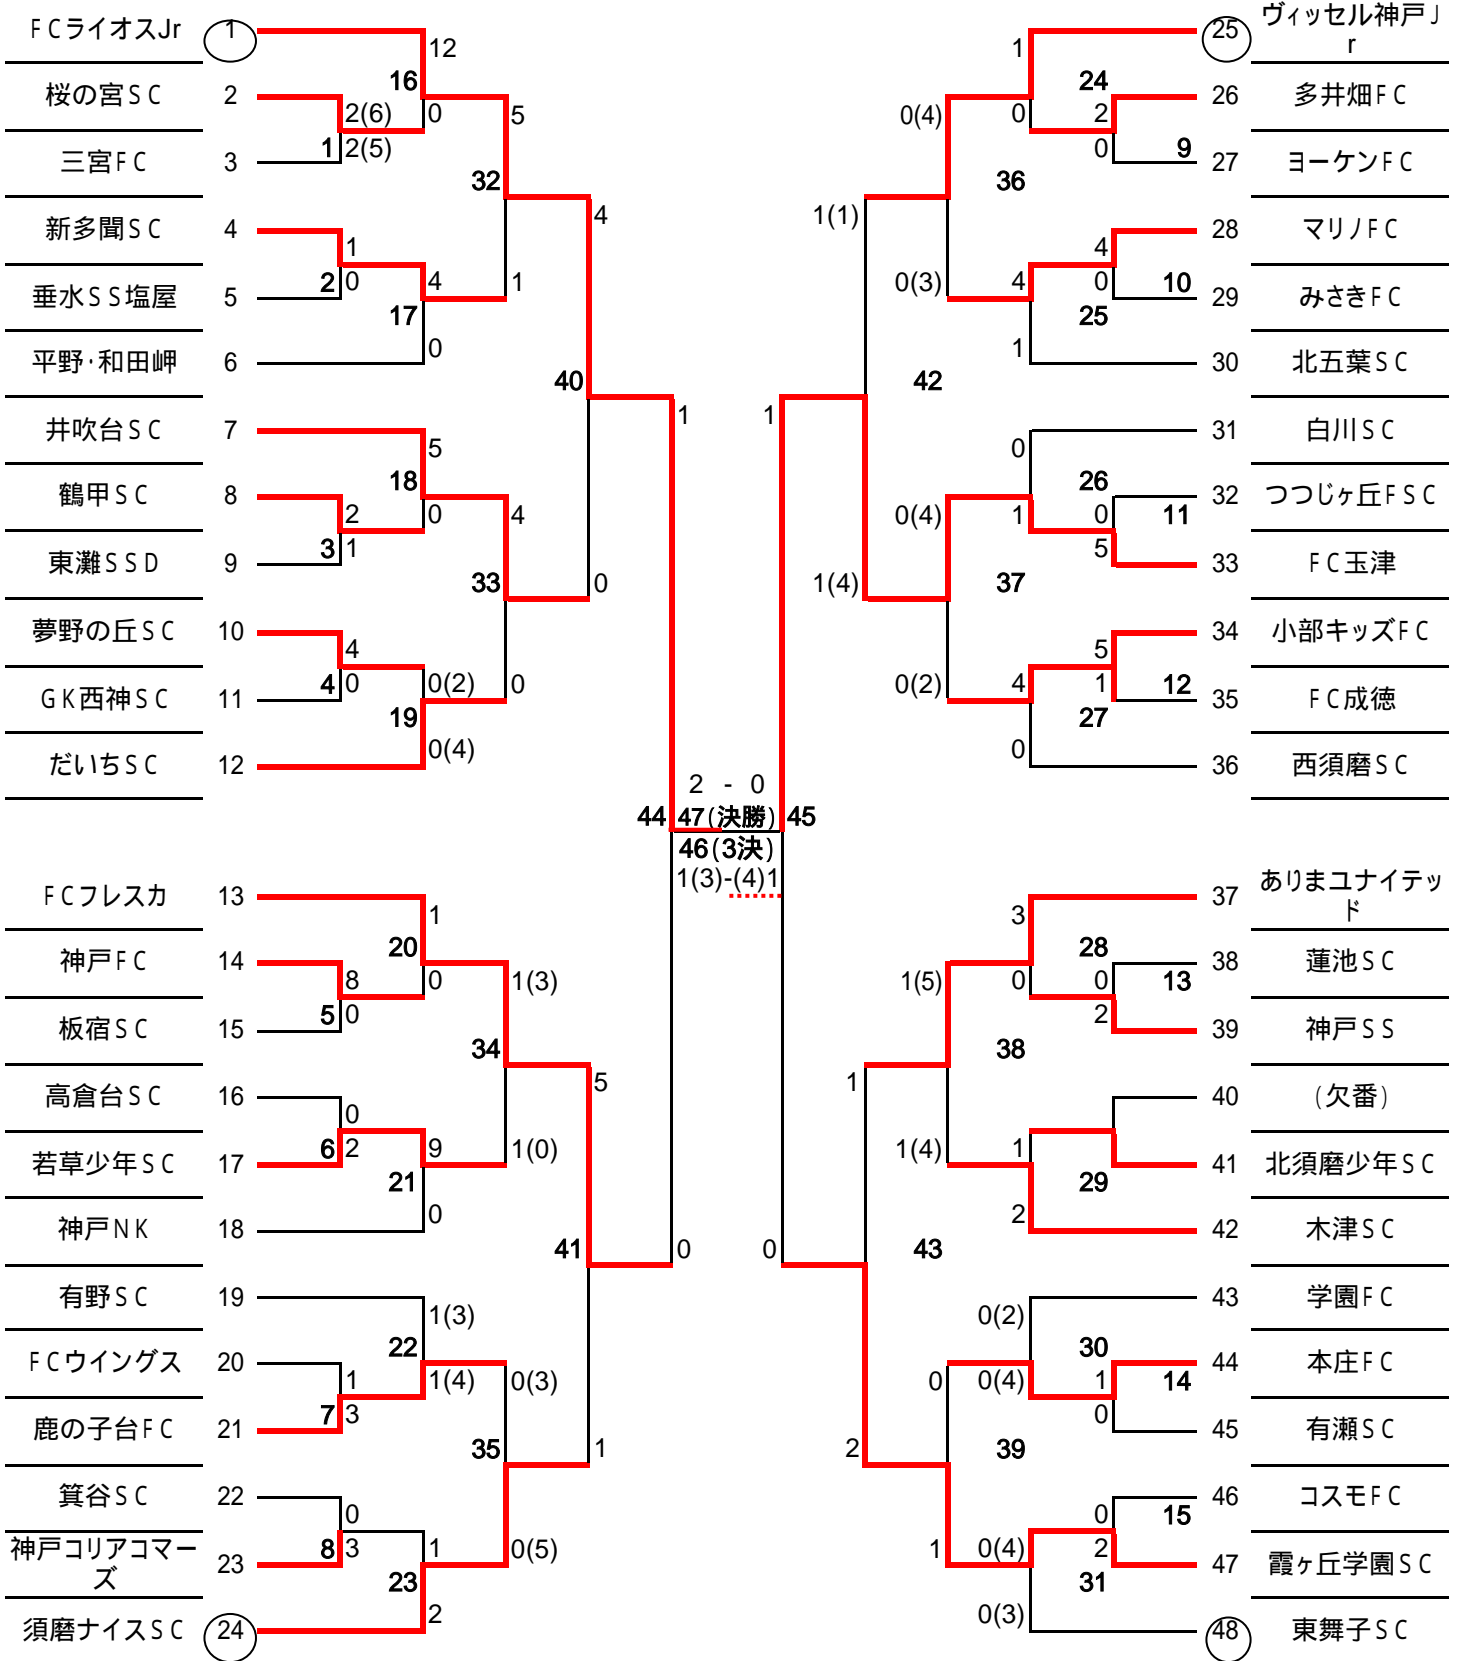 FCライオスJr 1
12
16
桜の宮SC 2
2(6) 0 5
1 2(5)
三宮FC 3
32
新多聞SC 4
1 4
2 0 4 1
垂水SS塩屋 5
17
0
平野・和田岬 6
40
井吹台SC 7
1
5
18
鶴甲SC 8
2 0 4
3 1
東灘SSD 9
33 0
夢野の丘SC 10
4
4 0 0(2) 0
GK西神SC 11
19
0(4)
だいちSC 12
2 - 0
44 47(決勝) 45
46(3決)
1(3)-(4)1
FCフレスカ 13
1
20
神戸FC 14
8 0 1(3)
5 0
板宿SC 15
34
5
高倉台SC 16
0
6 2 9 1(0)
若草少年SC 17
21
0
神戸NK 18
41 0
有野SC 19
1(3)
22
FCウイングス 20
1 1(4) 0(3)
7 3
鹿の子台FC 21
35 1
箕谷SC 22
0
8 3 1 0(5)
神戸コリアコマー
ズ 23
23
2
須磨ナイスSC 24
25 ヴィッセル神戸J
r
1
24
26 多井畑FC
0(4) 0 2
0 9
27 ヨーケンFC
36
1(1)
28 マリノFC
4
0(3) 4 0 10
29 みさきFC
25
1
30 北五葉SC
42
1
31 白川SC
0
26
32 つつじヶ丘FSC
0(4) 1 0 11
5
33 FC玉津
1(4) 37
34 小部キッズFC
5
0(2) 4 1 12
35 FC成徳
27
0
36 西須磨SC
37 ありまユナイテッ
ド
3
28
38 蓮池SC
1(5) 0 0 13
2
39 神戸SS
38
1
40 (欠番)
1(4) 1
41 北須磨少年SC
29
2
42 木津SC
0 43
43 学園FC
0(2)
30
44 本庄FC
0 0(4) 1 14
0
45 有瀬SC
2 39
46 コスモFC
0 15
1 0(4) 2
47 霞ヶ丘学園SC
31
0(3)
48 東舞子SC